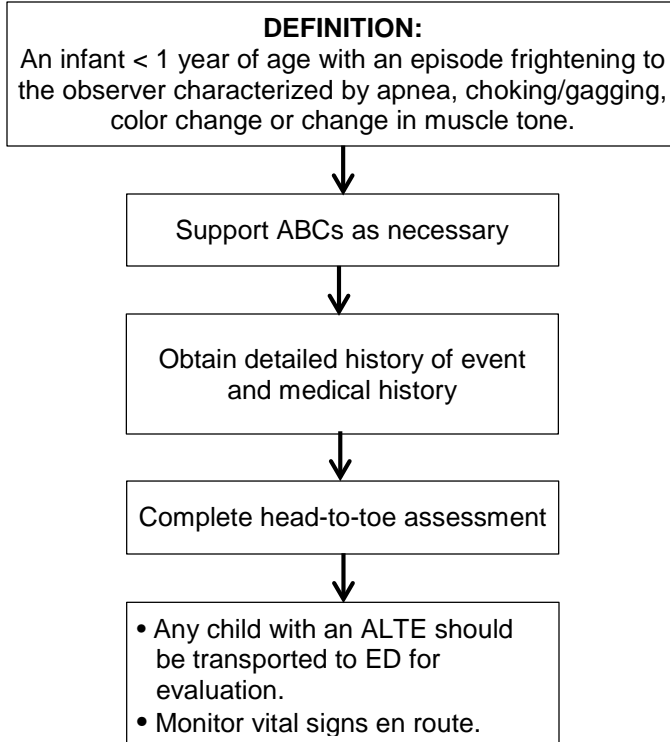 DEFINITION:
An infant < 1 year of age with an episode frightening to
the observer characterized by apnea, choking/gagging,
color change or change in muscle tone.
Support ABCs as necessary
Obtain detailed history of event
and medical history
Complete head-to-toe assessment
• Any child with an ALTE should
be transported to ED for
evaluation.
• Monitor vital signs en route.